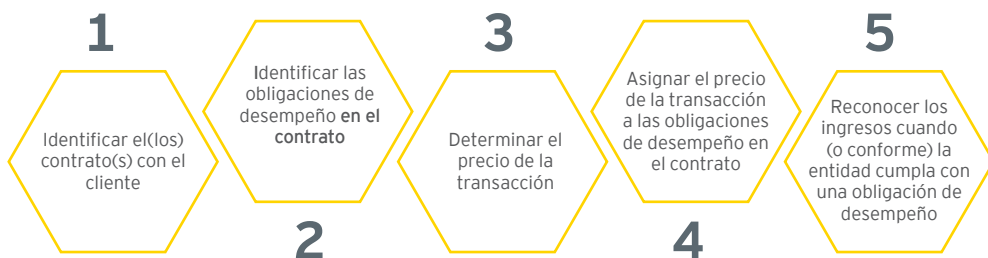 1
Identificar el(los)
contrato(s) con el
cliente
Identificar las
obligaciones de
desempeño en el
contrato
2
3
Determinar el
precio de la
transacción
Asignar el precio
de la transacción
a las obligaciones
de desempeño en
el contrato
4
5
Reconocer los
ingresos cuando
(o conforme) la
entidad cumpla con
una obligación de
desempeño